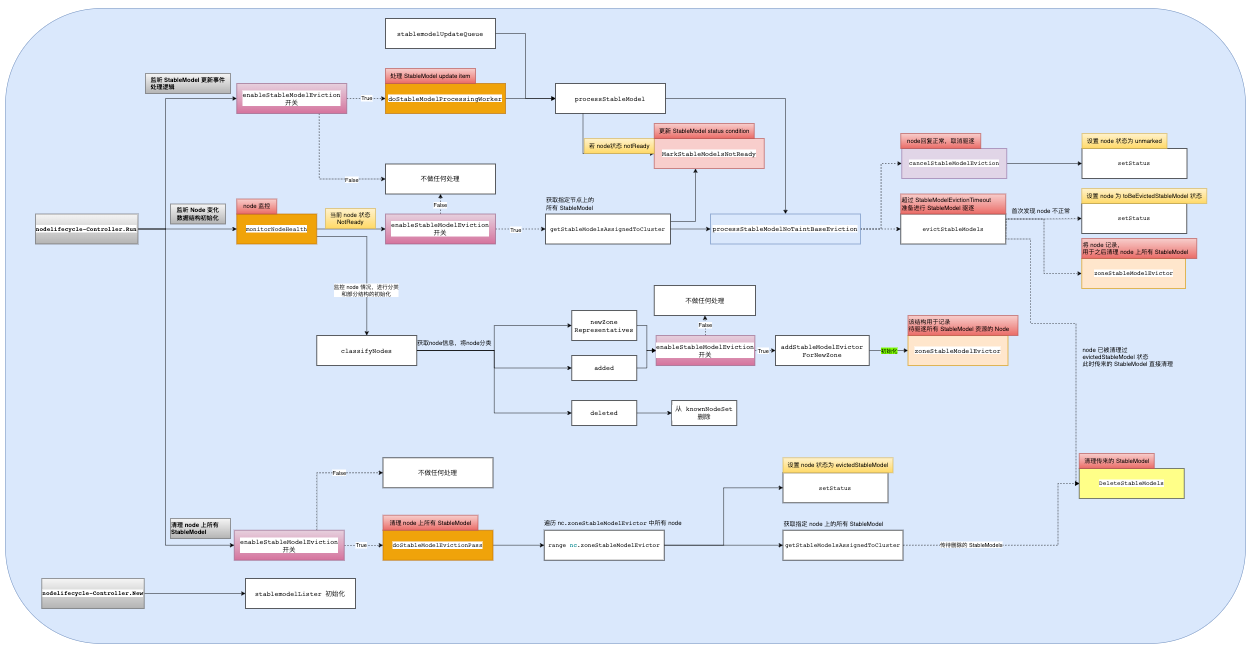 stablemodelUpdateQueue
监听 StableModel 更新事件
处理逻辑
处理 StableModel update item
enableStableModelEviction
开关
True
doStableModelProcessingWorker
processStableModel
更新 StableModel status condition
若 node状态 notReady
MarkStableModelsNotReady
False
不做任何处理
node回复正常，取消驱逐
cancelStableModelEviction
设置 node 状态为 unmarked
setStatus
监听 Node 变化
数据结构初始化
node 监控
当前 node 状态
NotReady
False
获取指定节点上的
所有 StableModel
超过 StableModelEvictionTimeout
准备进行 StableModel 驱逐
设置 node 为 toBeEvictedStableModel 状态
首次发现 node 不正常
setStatus
nodelifecycle-Controller.Run
monitorNodeHealth
enableStableModelEviction
开关
True
getStableModelsAssignedToCluster
processStableModelNoTaintBaseEviction
evictStableModels
将 node 记录，
用于之后清理 node 上所有 StableModel
zoneStableModelEvictor
监控 node 情况，进行分类
和部分结构的初始化
不做任何处理
newZone
Representatives
False
该结构用于记录
待驱逐所有 StableModel 资源的 Node
classifyNodes
获取node信息，将node分类
enableStableModelEviction
开关
True
addStableModelEvictor
ForNewZone
初始化
zoneStableModelEvictor
added
node 已被清理过
evictedStableModel 状态
此时传来的 StableModel 直接清理
deleted
从 knownNodeSet
删除
False
不做任何处理
设置 node 状态为 evictedStableModel
setStatus
清理传来的 StableModel
DeleteStableModels
清理 node 上所有
StableModel
清理 node 上所有 StableModel
遍历 nc.zoneStableModelEvictor 中所有 node
获取指定 node 上的所有 StableModel
enableStableModelEviction
开关
True
doStableModelEvictionPass
range nc.zoneStableModelEvictor
getStableModelsAssignedToCluster
传待删除的 StableModels
nodelifecycle-Controller.New
stablemodelLister 初始化